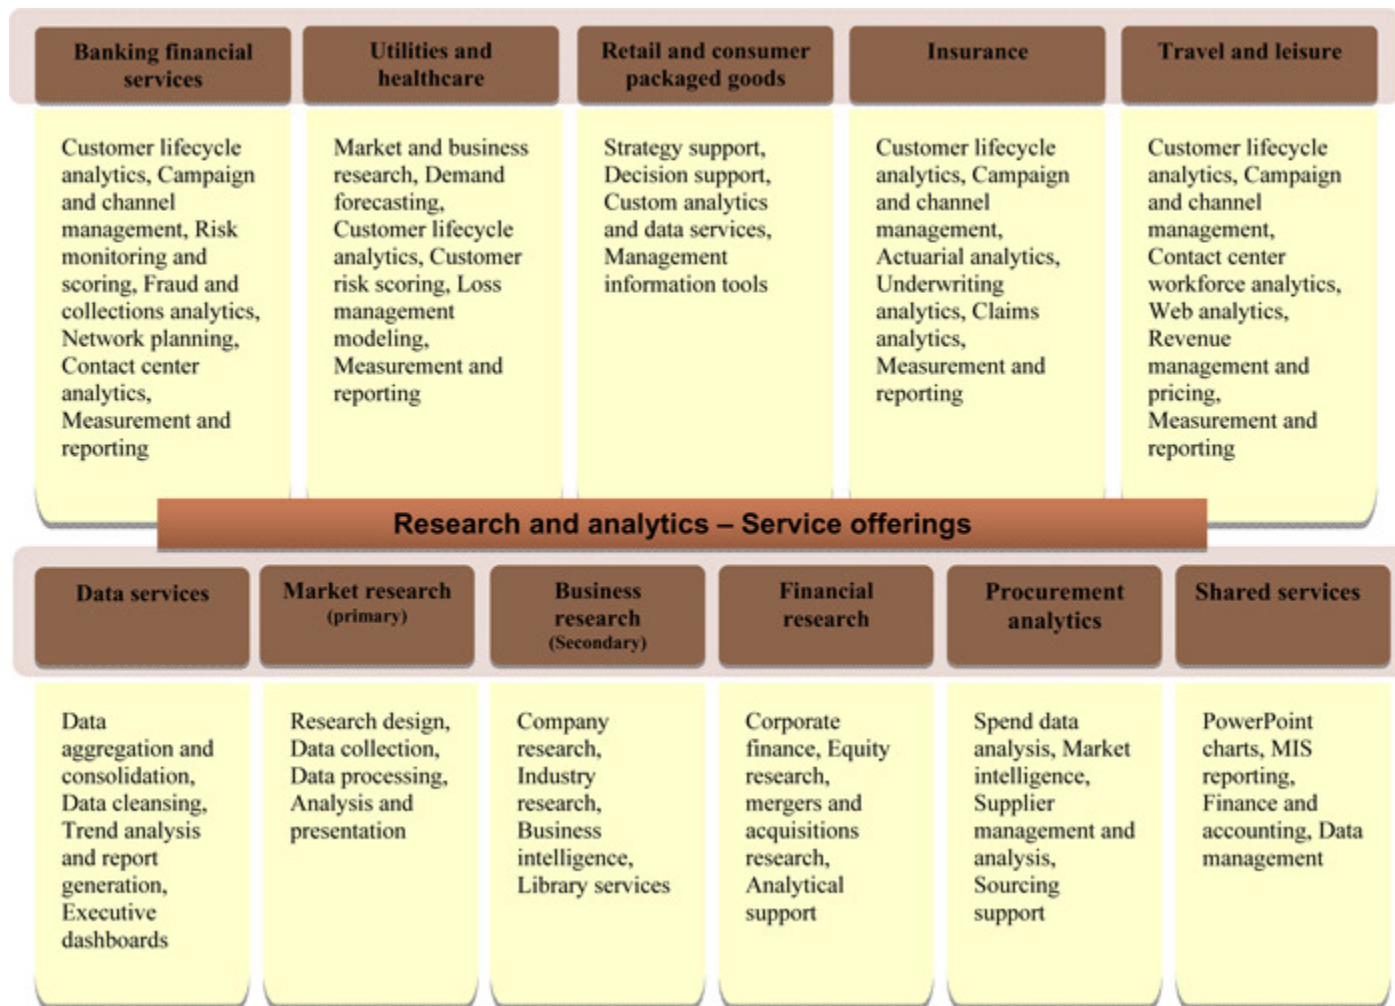 Banking financial
services
Utilities and
healthcare
Retail and consumer
packaged goods
Insurance
Travel and leisure
Customer lifecycle
analytics, Campaign
and channel
management, Risk
monitoring and
scoring, Fraud and
collections analytics,
Network planning,
Contact center
analytics,
Measurement and
reporting
Market and business
research, Demand
forecasting,
Customer lifecycle
analytics, Customer
risk scoring, Loss
management
modeling,
Measurement and
reporting
Strategy support,
Decision support,
Custom analytics
and data services,
Management
information tools
Customer lifecycle
analytics, Campaign
and channel
management,
Actuarial analytics,
Underwriting
analytics, Claims
analytics,
Measurement and
reporting
Customer lifecycle
analytics, Campaign
and channel
management,
Contact center
workforce analytics,
Web analytics,
Revenue
management and
pricing,
Measurement and
reporting
Research and analytics – Service offerings
Data services
Market research
(primary)
Business
research
(Secondary)
Financial
research
Procurement
analytics
Shared services
Data
aggregation and
consolidation,
Data cleansing,
Trend analysis
and report
generation,
Executive
dashboards
Research design,
Data collection,
Data processing,
Analysis and
presentation
Company
research,
Industry
research,
Business
intelligence,
Library services
Corporate
finance, Equity
research,
mergers and
acquisitions
research,
Analytical
support
Spend data
analysis, Market
intelligence,
Supplier
management and
analysis,
Sourcing
support
PowerPoint
charts, MIS
reporting,
Finance and
accounting, Data
management